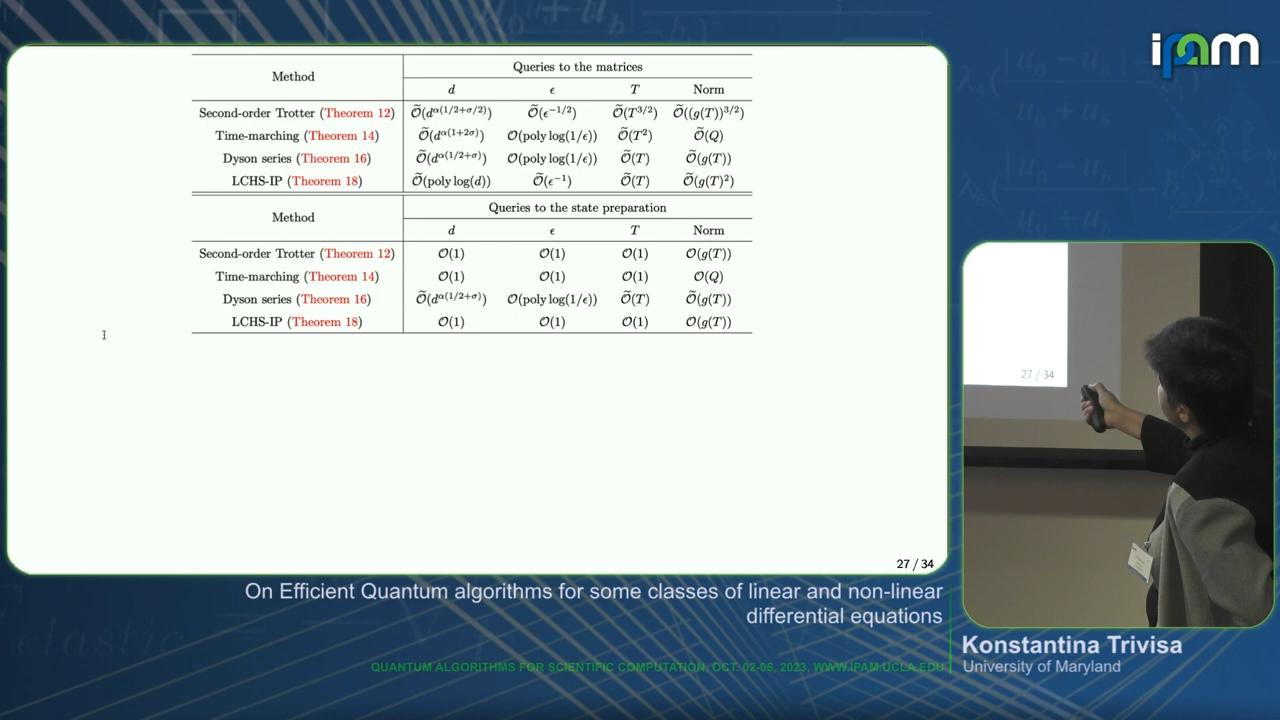 ipam
Method Queries to the matrices
d ϵ T Norm
Second-order Trotter (Theorem 12) Õ(d^{α(1/2+σ/2)}) Õ(ϵ^{-1/2}) Õ(T^{3/2}) Õ((g(T))^{3/2})
Time-marching (Theorem 14) Õ(d^{α(1+2σ)}) O(poly log(1/ϵ)) Õ(T^2) Õ(Q)
Dyson series (Theorem 16) Õ(d^{α(1/2+σ)}) O(poly log(1/ϵ)) Õ(T) Õ(g(T))
LCHS-IP (Theorem 18) Õ(poly log(d)) Õ(ϵ^{-1}) Õ(T) Õ(g(T)^2)
Method Queries to the state preparation
d ϵ T Norm
Second-order Trotter (Theorem 12) O(1) O(1) O(1) O(g(T))
Time-marching (Theorem 14) O(1) O(1) O(1) O(Q)
Dyson series (Theorem 16) Õ(d^{α(1/2+σ)}) O(poly log(1/ϵ)) Õ(T) Õ(g(T))
LCHS-IP (Theorem 18) O(1) O(1) O(1) O(g(T))
27 / 34
27 / 34
On Efficient Quantum algorithms for some classes of linear and non-linear
differential equations
Konstantina Trivisa
University of Maryland
QUANTUM ALGORITHMS FOR SCIENTIFIC COMPUTATION, OCT. 02-06, 2023, WWW.IPAM.UCLA.EDU
elastic